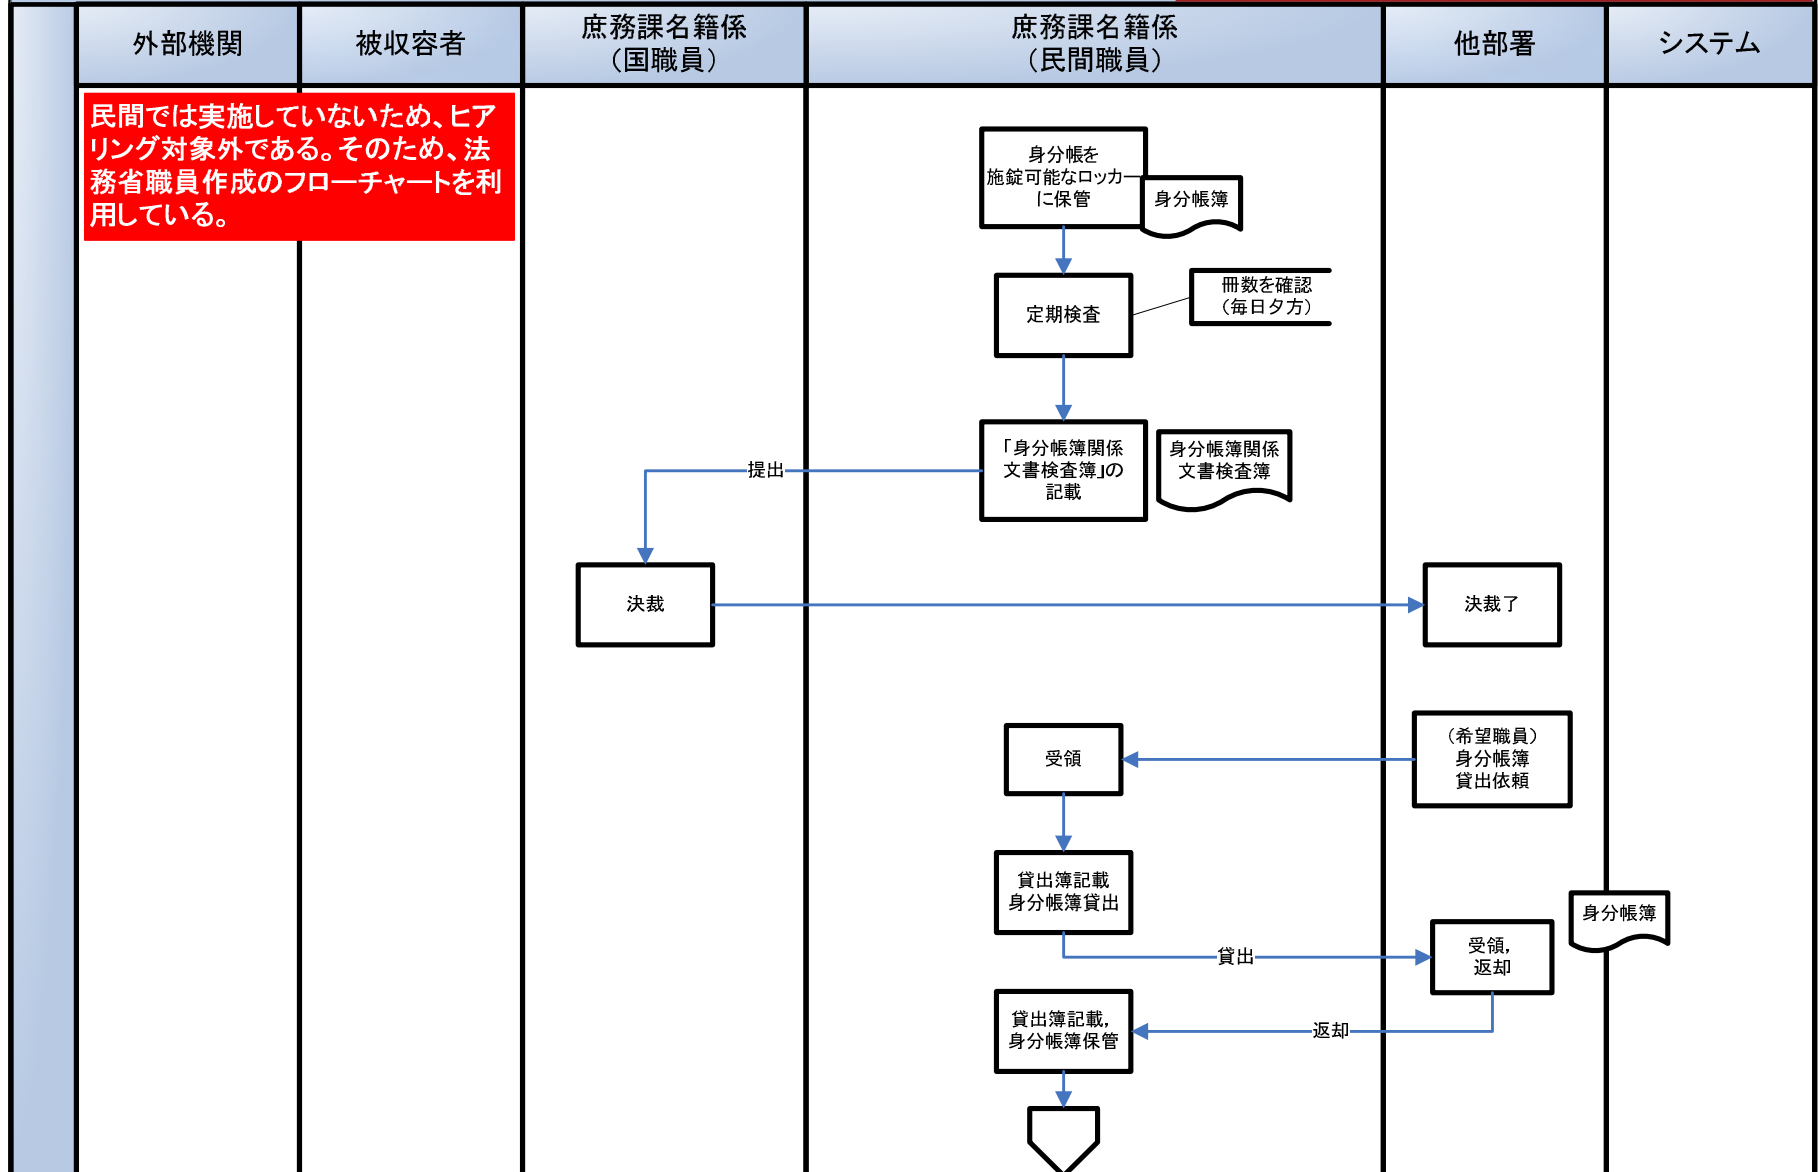 外部機関
被収容者
庶務課名籍係
（国職員）
庶務課名籍係
（民間職員）
他部署
システム
民間では実施していないため、ヒア
リング対象外である。そのため、法
務省職員作成のフローチャートを利
用している。
身分帳を
施錠可能なロッカー
に保管
身分帳簿
定期検査
冊数を確認
（毎日夕方）
「身分帳簿関係
文書検査簿」の
記載
身分帳簿関係
文書検査簿
提出
決裁
決裁了
（希望職員）
身分帳簿
貸出依頼
受領
貸出簿記載
身分帳簿貸出
身分帳簿
貸出
受領，
返却
貸出簿記載，
身分帳簿保管
返却